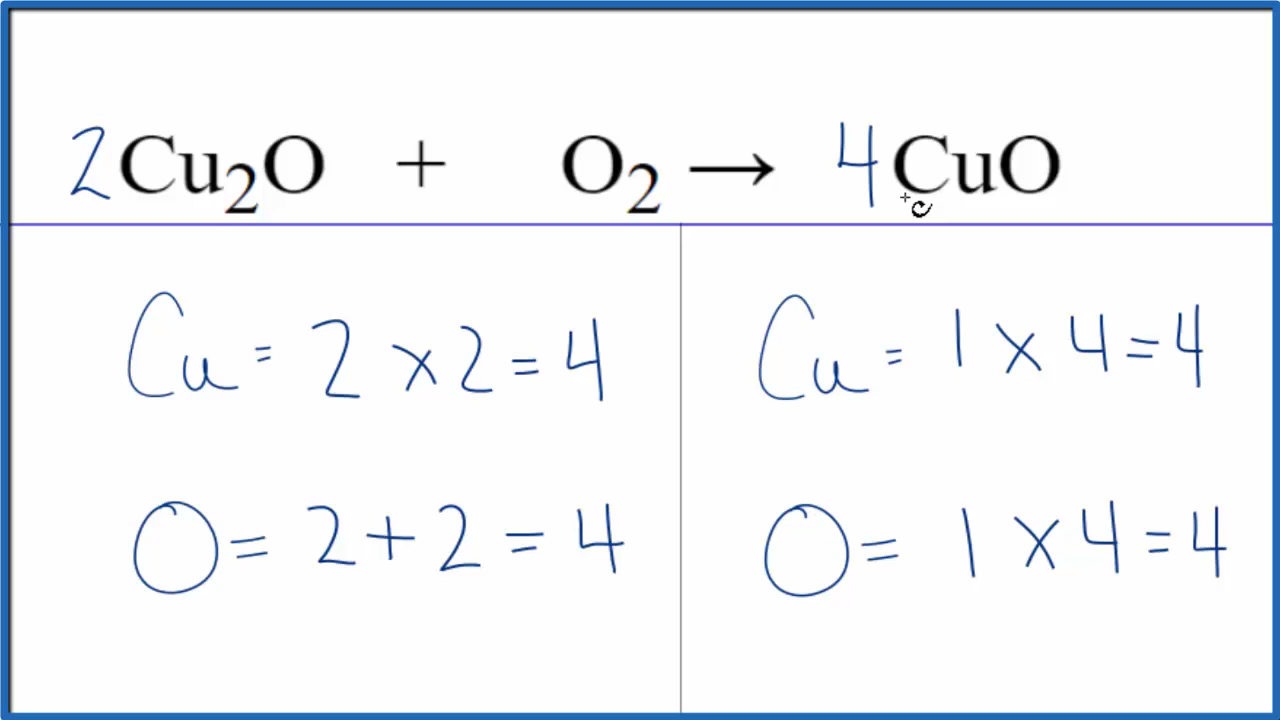 2Cu₂O + O₂ → 4CuO
Cu = 2 x 2 = 4
Cu = 1 x 4 = 4
O = 2 + 2 = 4
O = 1 x 4 = 4